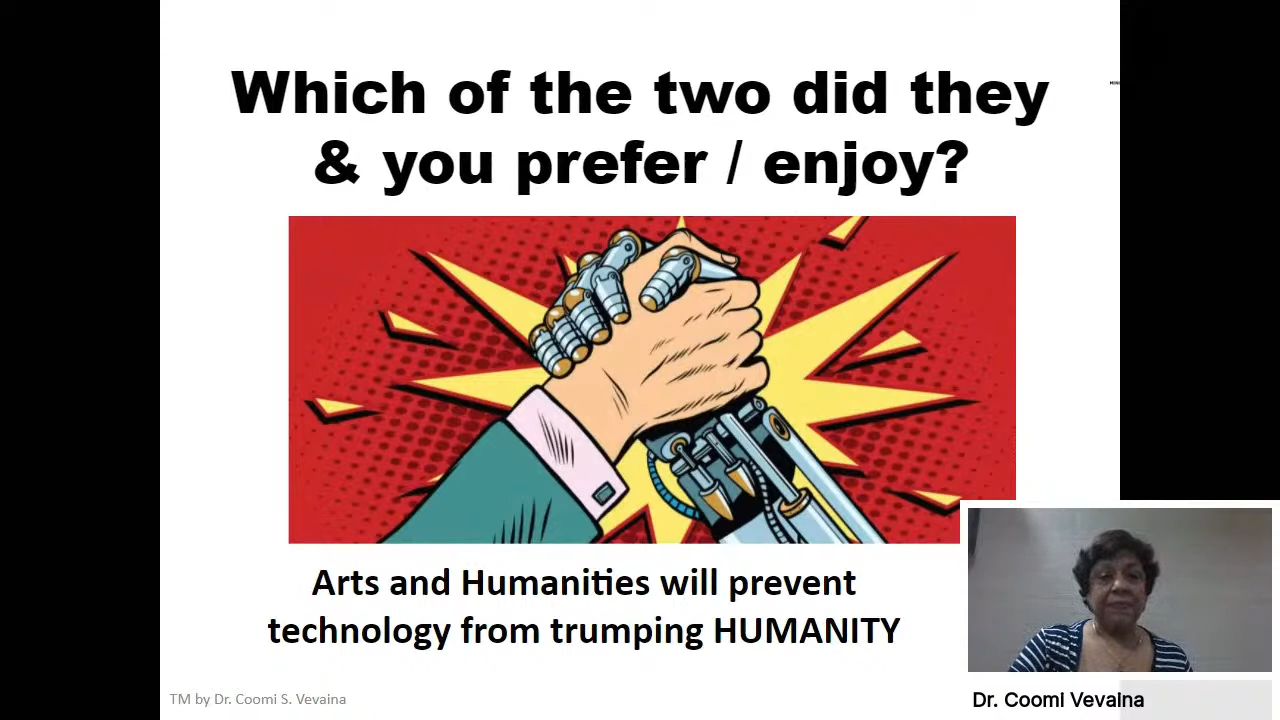 Which of the two did they
& you prefer / enjoy?
Arts and Humanities will prevent
technology from trumping HUMANITY
TM by Dr. Coomi S. Vevaina
Dr. Coomi Vevaina